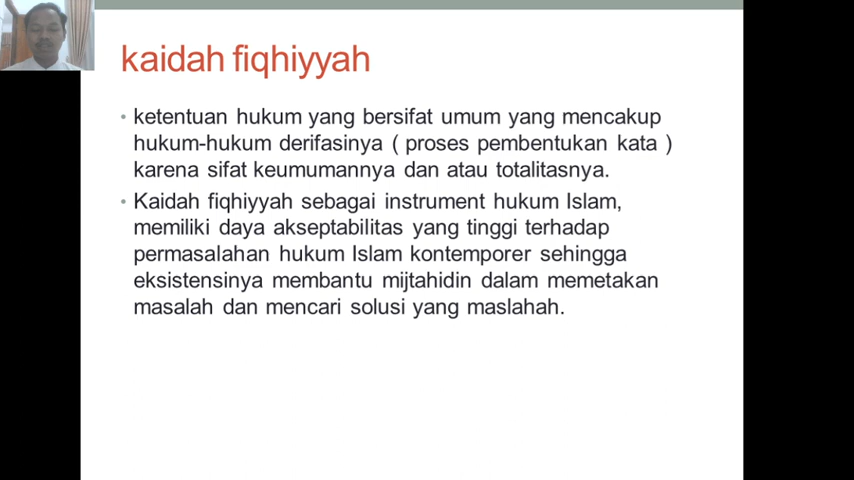 kaidah fiqhiyyah
• ketentuan hukum yang bersifat umum yang mencakup
hukum-hukum derifasinya ( proses pembentukan kata )
karena sifat keumumannya dan atau totalitasnya.
• Kaidah fiqhiyyah sebagai instrument hukum Islam,
memiliki daya akseptabilitas yang tinggi terhadap
permasalahan hukum Islam kontemporer sehingga
eksistensinya membantu mijtahidin dalam memetakan
masalah dan mencari solusi yang maslahah.